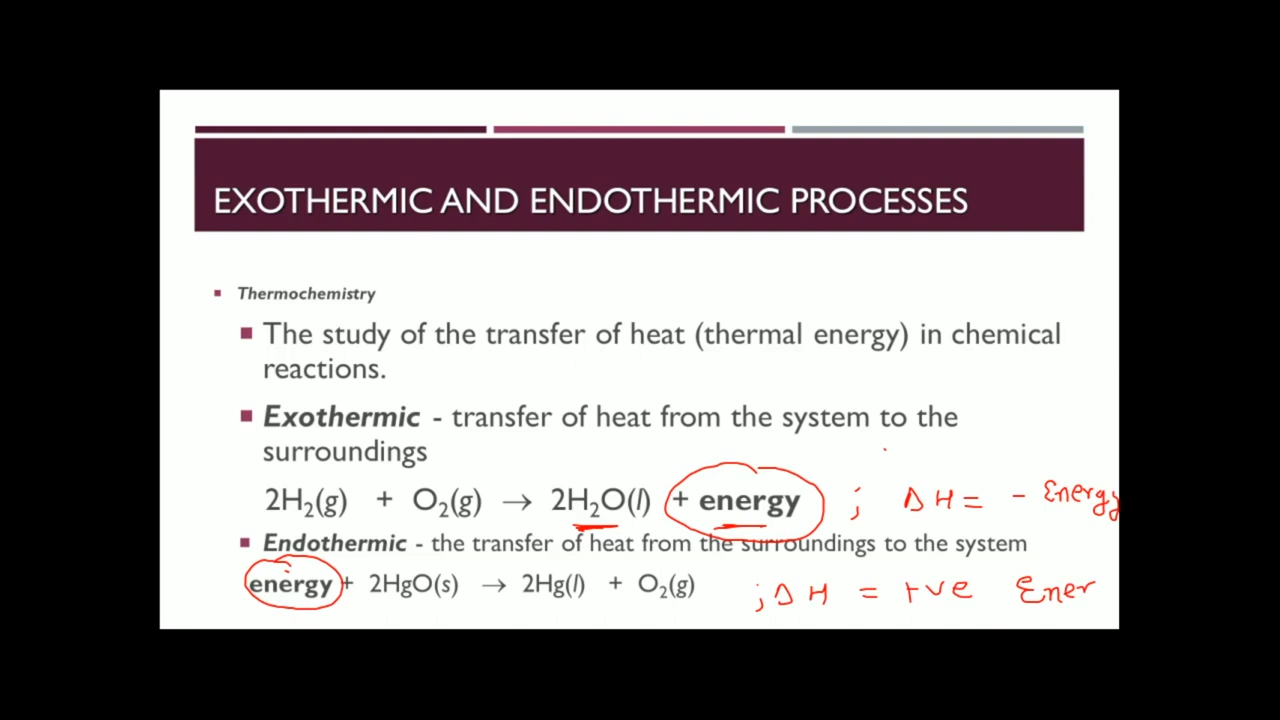 EXOTHERMIC AND ENDOTHERMIC PROCESSES
Thermochemistry
The study of the transfer of heat (thermal energy) in chemical
reactions.
Exothermic - transfer of heat from the system to the
surroundings
2H₂(g) + O₂(g) → 2H₂O(l) + energy ; ΔH = - Energy
Endothermic - the transfer of heat from the surroundings to the system
energy + 2HgO(s) → 2Hg(l) + O₂(g) ; ΔH = +ve Ener